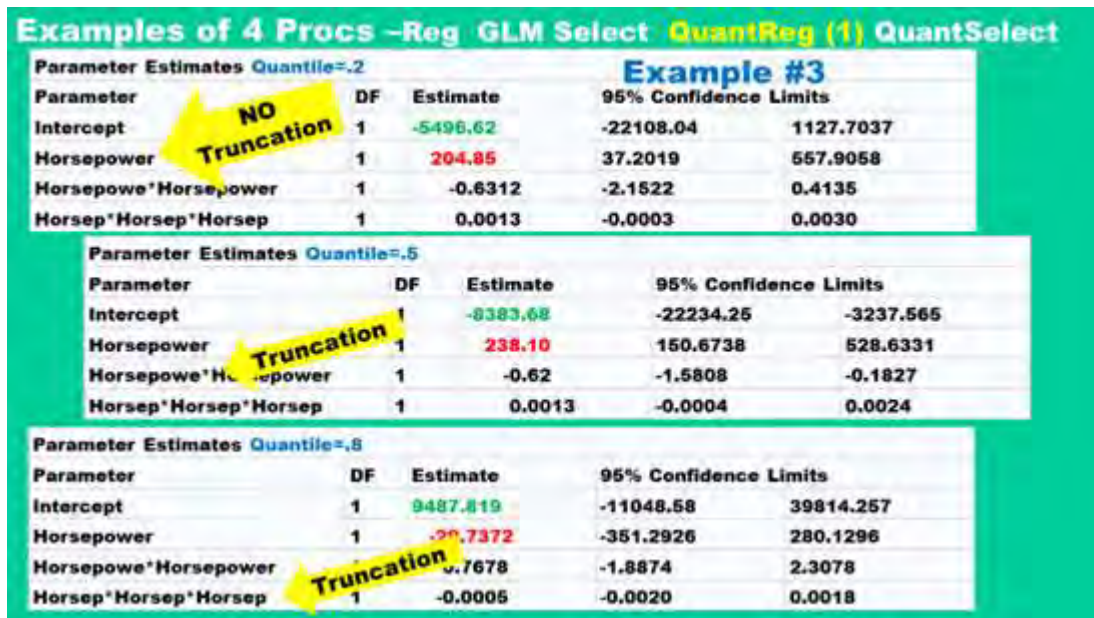 Examples of 4 Procs –Reg GLM Select QuantReg (1) QuantSelect
Parameter Estimates Quantile=.2
Example #3
Parameter DF Estimate 95% Confidence Limits
Intercept 1 -5496.62 -22108.04 1127.7037
Horsepower 1 204.85 37.2019 557.9058
Horsepowe*Horsepower 1 -0.6312 -2.1522 0.4135
Horsep*Horsep*Horsep 1 0.0013 -0.0003 0.0030
NO
Truncation
Parameter Estimates Quantile=.5
Parameter DF Estimate 95% Confidence Limits
Intercept 1 -8383.68 -22234.25 -3237.565
Horsepower 1 238.10 150.6738 528.6331
Horsepowe*Ho epower 1 -0.62 -1.5808 -0.1827
Horsep*Horsep*Horsep 1 0.0013 -0.0004 0.0024
Truncation
Parameter Estimates Quantile=.8
Parameter DF Estimate 95% Confidence Limits
Intercept 1 9487.819 -11048.58 39814.257
Horsepower 1 .7372 -351.2926 280.1296
Horsepowe*Horsepower .7678 -1.8874 2.3078
Horsep*Horsep*Horsep 1 -0.0005 -0.0020 0.0018
Truncation